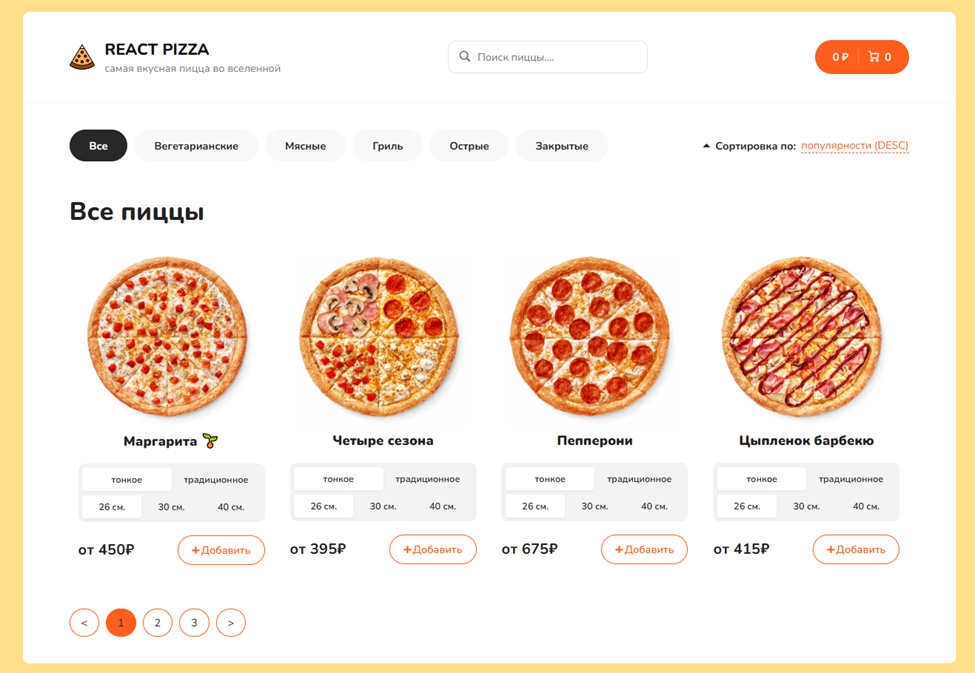 REACT PIZZA
самая вкусная пицца во вселенной
Поиск пиццы....
0 ₽ 0
Все Вегетарианские Мясные Гриль Острые Закрытые
Сортировка по: популярности (DESC)
Все пиццы
Маргарита Четыре сезона Пепперони Цыпленок барбекю
тонкое традиционное тонкое традиционное тонкое традиционное тонкое традиционное
26 см. 30 см. 40 см. 26 см. 30 см. 40 см. 26 см. 30 см. 40 см. 26 см. 30 см. 40 см.
от 450₽ +Добавить от 395₽ +Добавить от 675₽ +Добавить от 415₽ +Добавить
< 1 2 3 >